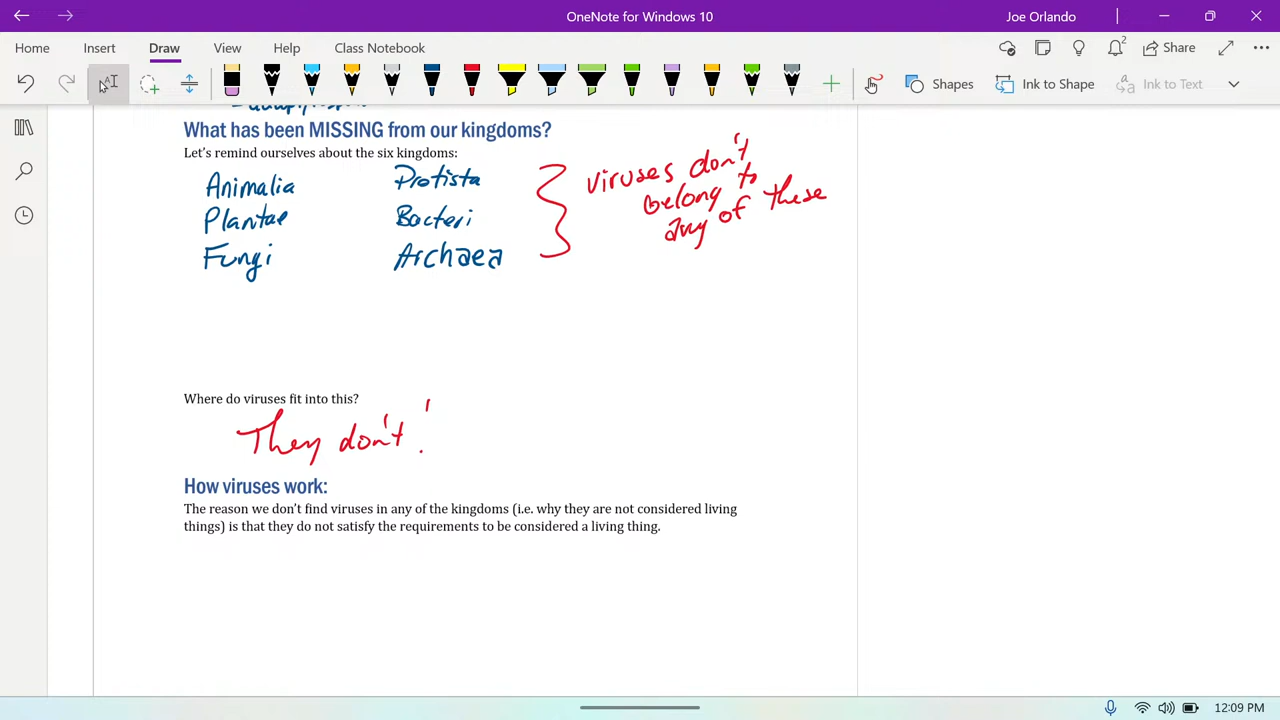 OneNote for Windows 10
Joe Orlando
Home Insert Draw View Help Class Notebook
Share
Shapes Ink to Shape Ink to Text
What has been MISSING from our kingdoms?
Let's remind ourselves about the six kingdoms:
Animalia Protista
Plantae Bacteri
Fungi Archaea
viruses don't
belong to
any of these
Where do viruses fit into this?
They don't!
How viruses work:
The reason we don't find viruses in any of the kingdoms (i.e. why they are not considered living
things) is that they do not satisfy the requirements to be considered a living thing.
12:09 PM